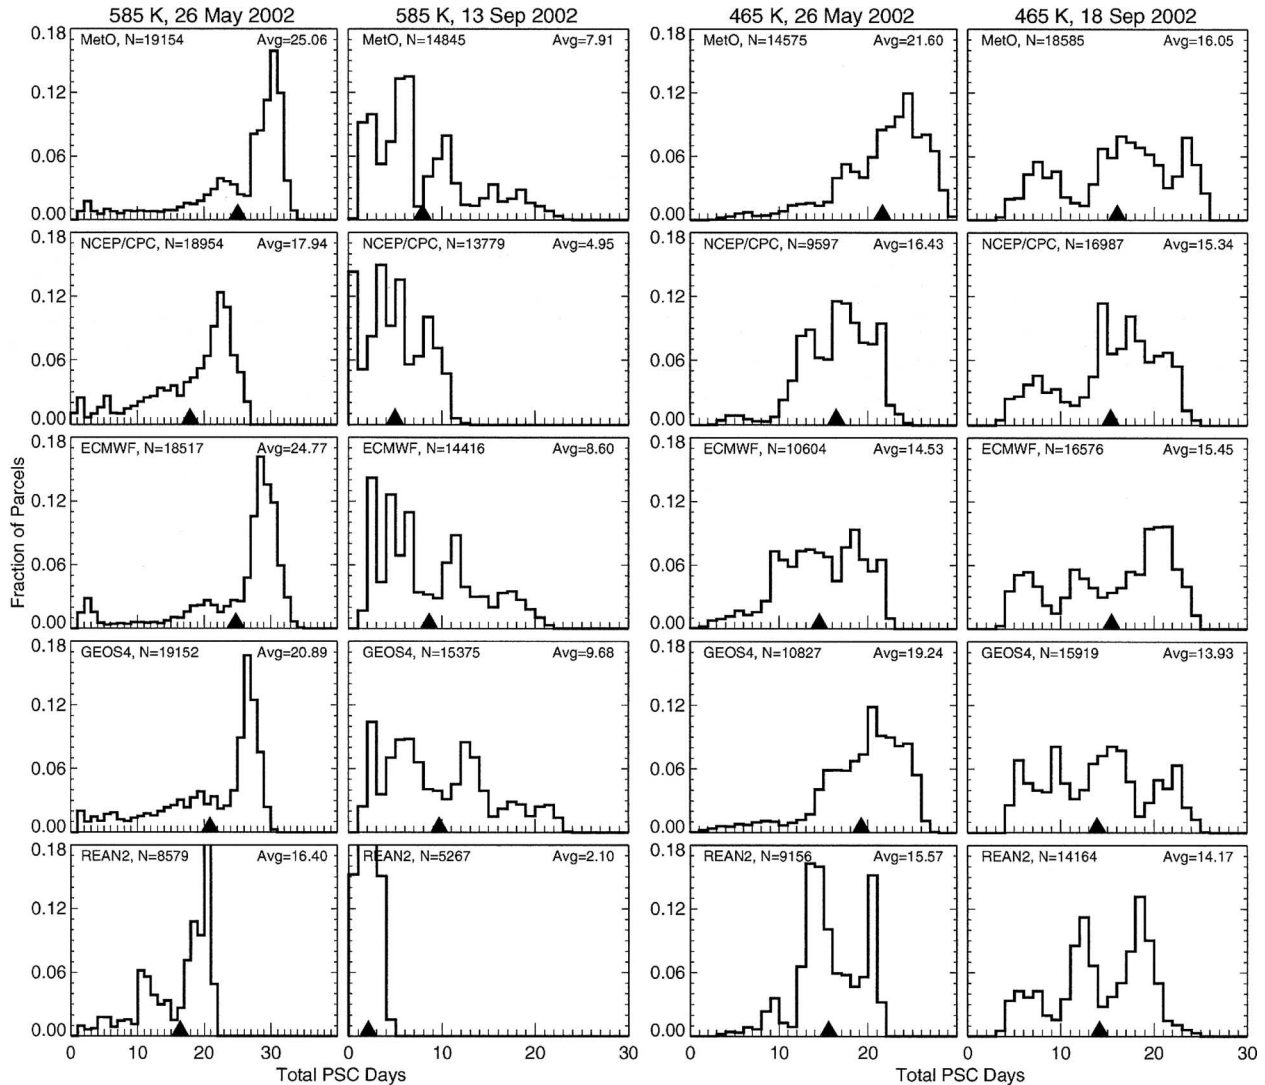 585 K, 26 May 2002 585 K, 13 Sep 2002 465 K, 26 May 2002 465 K, 18 Sep 2002
0.18 MetO, N=19154 Avg=25.06 MetO, N=14845 Avg=7.91 0.18 MetO, N=14575 Avg=21.60 MetO, N=18585 Avg=16.05
0.12 0.12
0.06 0.06
0.00 0.00
0.18 NCEP/CPC, N=18954 Avg=17.94 NCEP/CPC, N=13779 Avg=4.95 0.18 NCEP/CPC, N=9597 Avg=16.43 NCEP/CPC, N=16987 Avg=15.34
0.12 0.12
0.06 0.06
0.00 0.00
0.18 ECMWF, N=18517 Avg=24.77 ECMWF, N=14416 Avg=8.60 0.18 ECMWF, N=10604 Avg=14.53 ECMWF, N=16576 Avg=15.45
0.12 0.12
Fraction of Parcels
0.06 0.06
0.00 0.00
0.18 GEOS4, N=19152 Avg=20.89 GEOS4, N=15375 Avg=9.68 0.18 GEOS4, N=10827 Avg=19.24 GEOS4, N=15919 Avg=13.93
0.12 0.12
0.06 0.06
0.00 0.00
0.18 REAN2, N=8579 Avg=16.40 REAN2, N=5267 Avg=2.10 0.18 REAN2, N=9156 Avg=15.57 REAN2, N=14164 Avg=14.17
0.12 0.12
0.06 0.06
0.00 0.00
0 10 20 30 0 10 20 30 0 10 20 0 10 20 30
Total PSC Days Total PSC Days